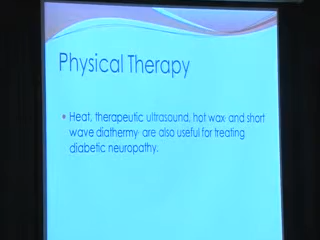 Physical Therapy
Heat, therapeutic ultrasound, hot wax and short
wave diathermy are also useful for treating
diabetic neuropathy.